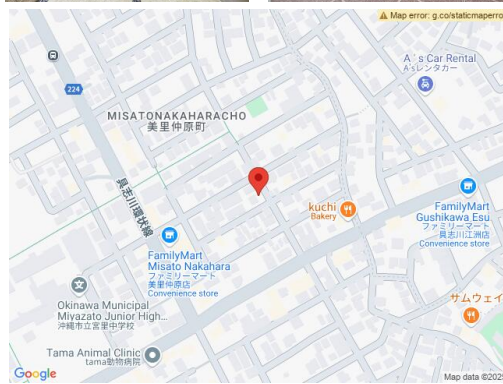 Map error: g.co/staticmaperro
A's Car Rental
A'sレンタカー
224
MISATONAKAHARACHO
美里仲原町
具志川環状線
kuchi
Bakery
FamilyMart
Gushikawa Esu
ファミリーマート
具志川江洲店
Convenience store
FamilyMart
Misato Nakahara
ファミリーマート
美里仲原店
Convenience store
Okinawa Municipal
Miyazato Junior High...
沖縄市立宮里中学校
サムウェイ
Tama Animal Clinic
tama動物病院
Google
Map data ©202